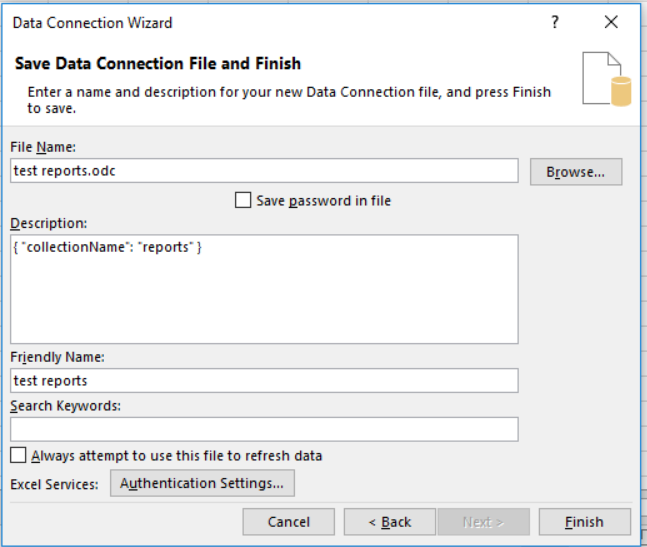 Data Connection Wizard
?
Save Data Connection File and Finish
Enter a name and description for your new Data Connection file, and press Finish
to save.
File Name:
test reports.odc
Browse...
Save password in file
Description:
{ "collectionName": "reports" }
Friendly Name:
test reports
Search Keywords:
Always attempt to use this file to refresh data
Excel Services:
Authentication Settings...
Cancel
< Back
Next >
Finish